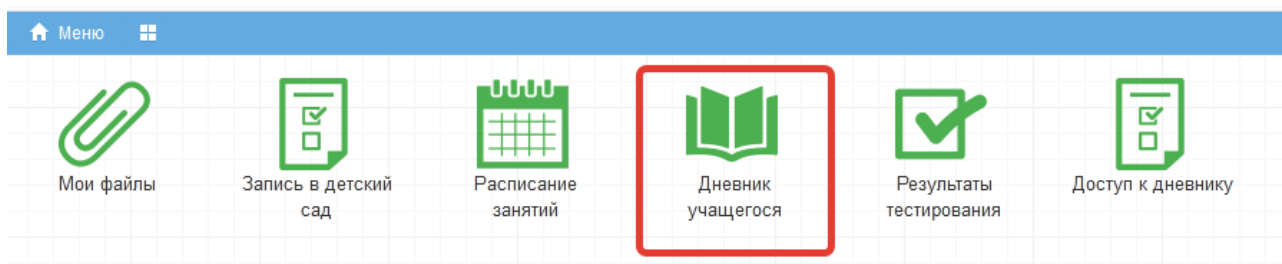 Меню
Мои файлы
Запись в детский
сад
Расписание
занятий
Дневник
учащегося
Результаты
тестирования
Доступ к дневнику